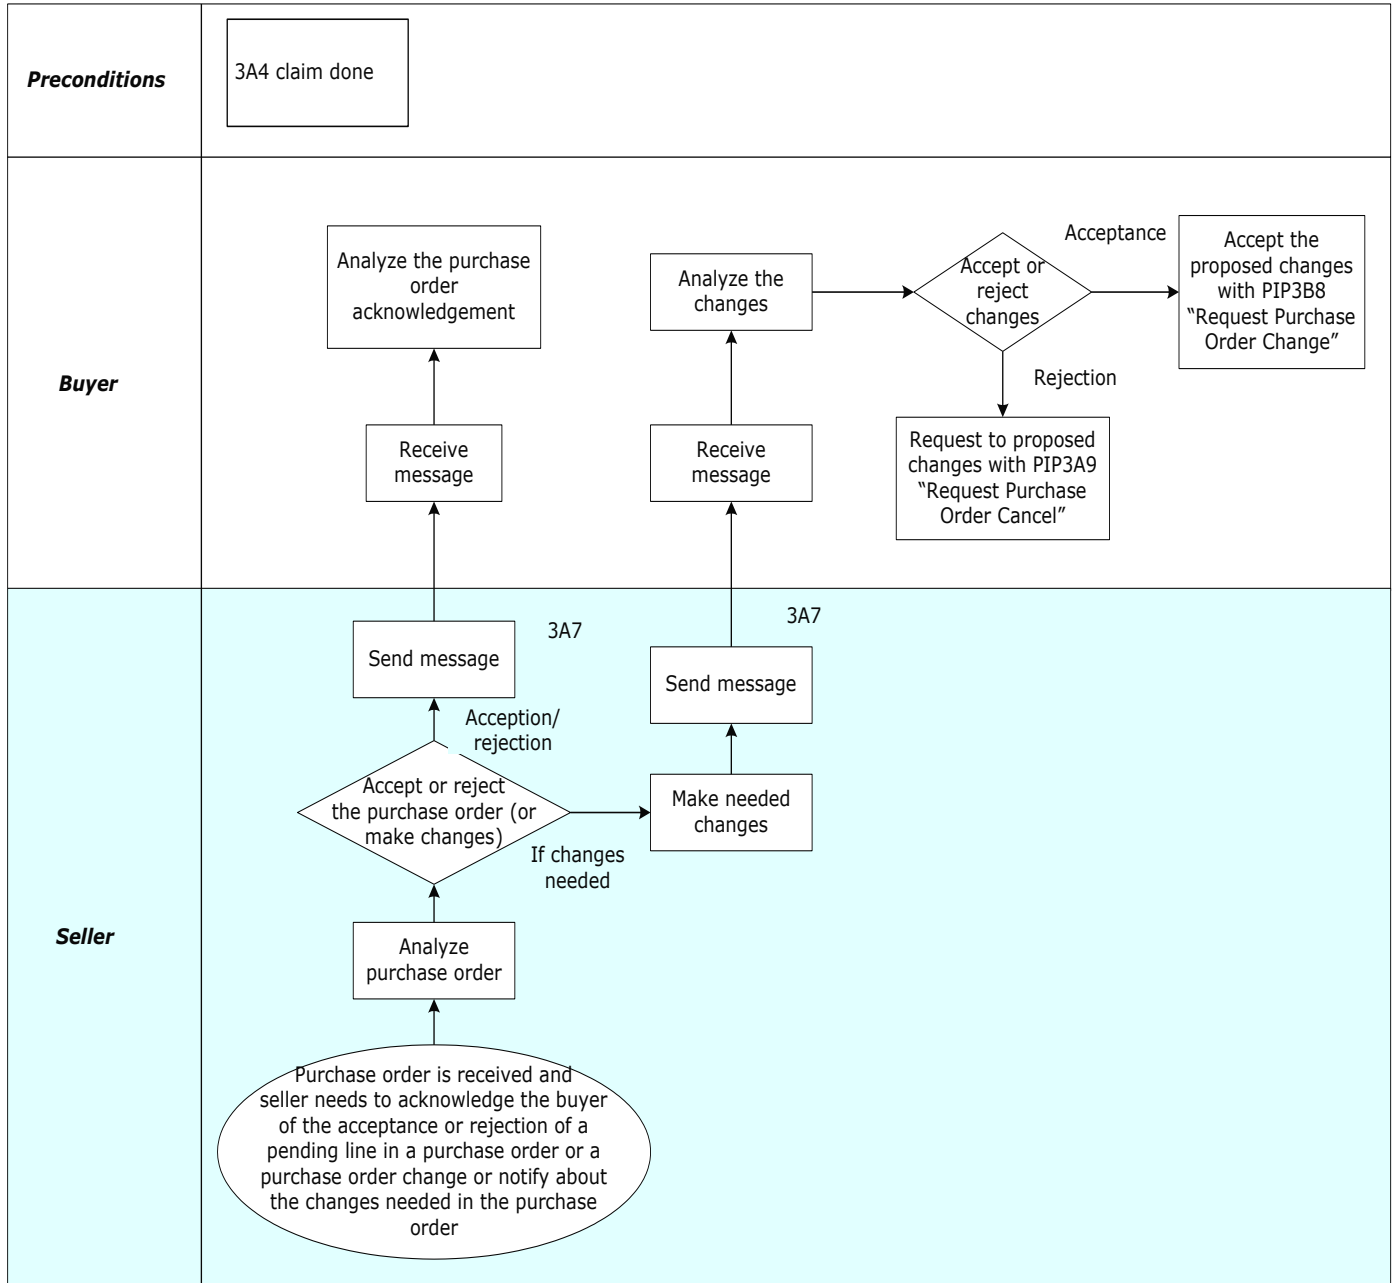 Preconditions
3A4 claim done
Buyer
Analyze the purchase
order
acknowledgement
Receive
message
Analyze the
changes
Receive
message
Accept or
reject
changes
Acceptance
Accept the
proposed changes
with PIP3B8
“Request Purchase
Order Change”
Rejection
Request to proposed
changes with PIP3A9
“Request Purchase
Order Cancel”
Seller
3A7
Send message
Acception/
rejection
Accept or reject
the purchase order (or
make changes)
If changes
needed
3A7
Send message
Make needed
changes
Analyze
purchase order
Purchase order is received and
seller needs to acknowledge the buyer
of the acceptance or rejection of a
pending line in a purchase order or a
purchase order change or notify about
the changes needed in the purchase
order